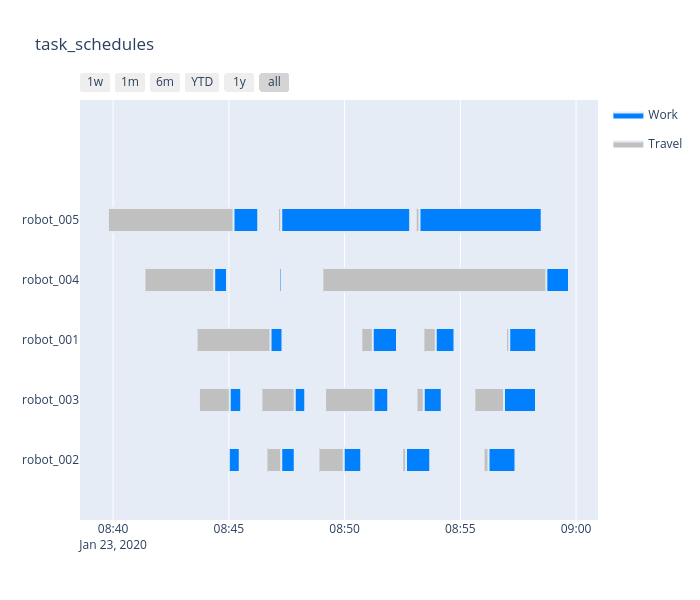 task_schedules
1w 1m 6m YTD 1y all
Work
Travel
robot_005
robot_004
robot_001
robot_003
robot_002
08:40 08:45 08:50 08:55 09:00
Jan 23, 2020